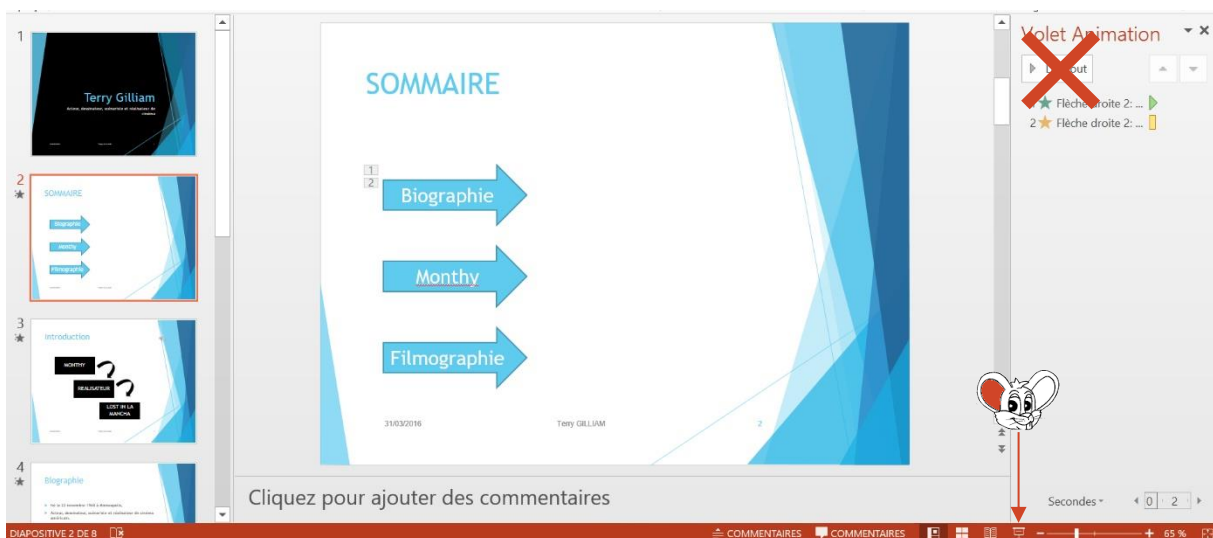 1
Terry Gilliam
Acteur, dessinateur, scénariste et réalisateur de
cinéma
2
SOMMAIRE
Biographie
Monthy
Filmographie
3
Introduction
MONTHY
REALISATEUR
LOST IN LA
MANCHA
4
Biographie
SOMMAIRE
1
2
Biographie
Monthy
Filmographie
31/03/2016
Terry GILLIAM
2
Cliquez pour ajouter des commentaires
Volet Animation
Flèche droite 2: ...
2 Flèche droite 2: ...
Secondes
0 2
DIAPOSITIVE 2 DE 8
COMMENTAIRES
COMMENTAIRES
65 %